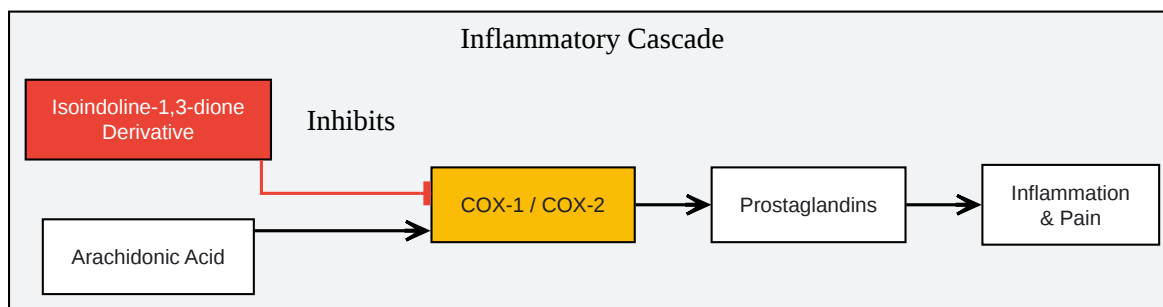 Inflammatory Cascade
Isoindoline-1,3-dione
Derivative
Inhibits
COX-1 / COX-2
Prostaglandins
Inflammation
& Pain
Arachidonic Acid